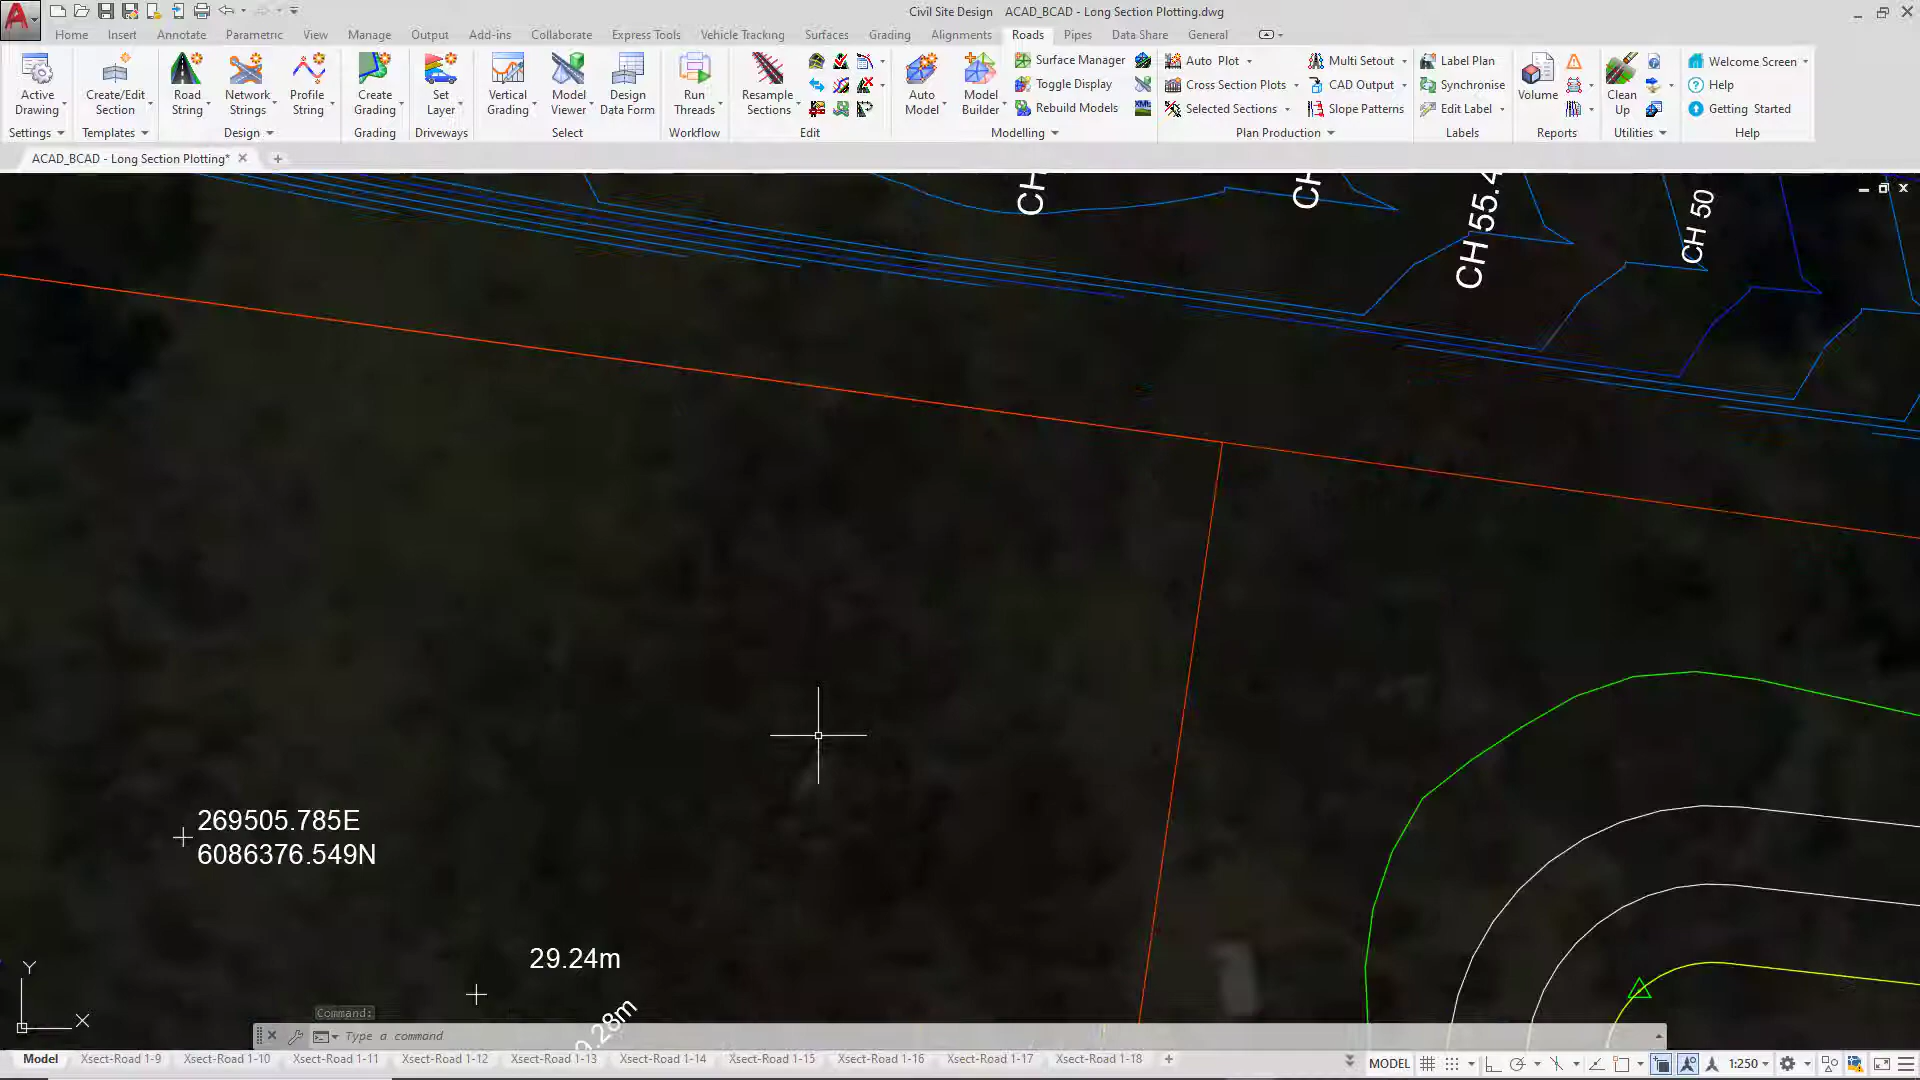 Civil Site Design ACAD_BCAD - Long Section Plotting.dwg
Home Insert Annotate Parametric View Manage Output Add-ins Collaborate Express Tools Vehicle Tracking Surfaces Grading Alignments Roads Pipes Data Share General
Active Drawing
Settings
Create/Edit Section
Templates
Road String
Network Strings
Profile String
Design
Create Grading
Grading
Set Layer
Driveways
Vertical Grading
Model Viewer
Design Data Form
Select
Run Threads
Workflow
Resample Sections
Edit
Auto Model
Model Builder
Surface Manager
Toggle Display
Rebuild Models
XML
Modelling
Auto Plot
Cross Section Plots
Selected Sections
Multi Setout
CAD Output
Slope Patterns
Plan Production
Label Plan
Synchronise
Edit Label
Labels
Volume
Reports
Clean Up
Utilities
Welcome Screen
Help
Getting Started
Help
ACAD_BCAD - Long Section Plotting*
CH
CH
CH 55.4
CH 50
269505.785E
6086376.549N
29.24m
.28m
Y
X
Command:
Type a command
Model Xsect-Road 1-9 Xsect-Road 1-10 Xsect-Road 1-11 Xsect-Road 1-12 Xsect-Road 1-13 Xsect-Road 1-14 Xsect-Road 1-15 Xsect-Road 1-16 Xsect-Road 1-17 Xsect-Road 1-18
MODEL 1:250